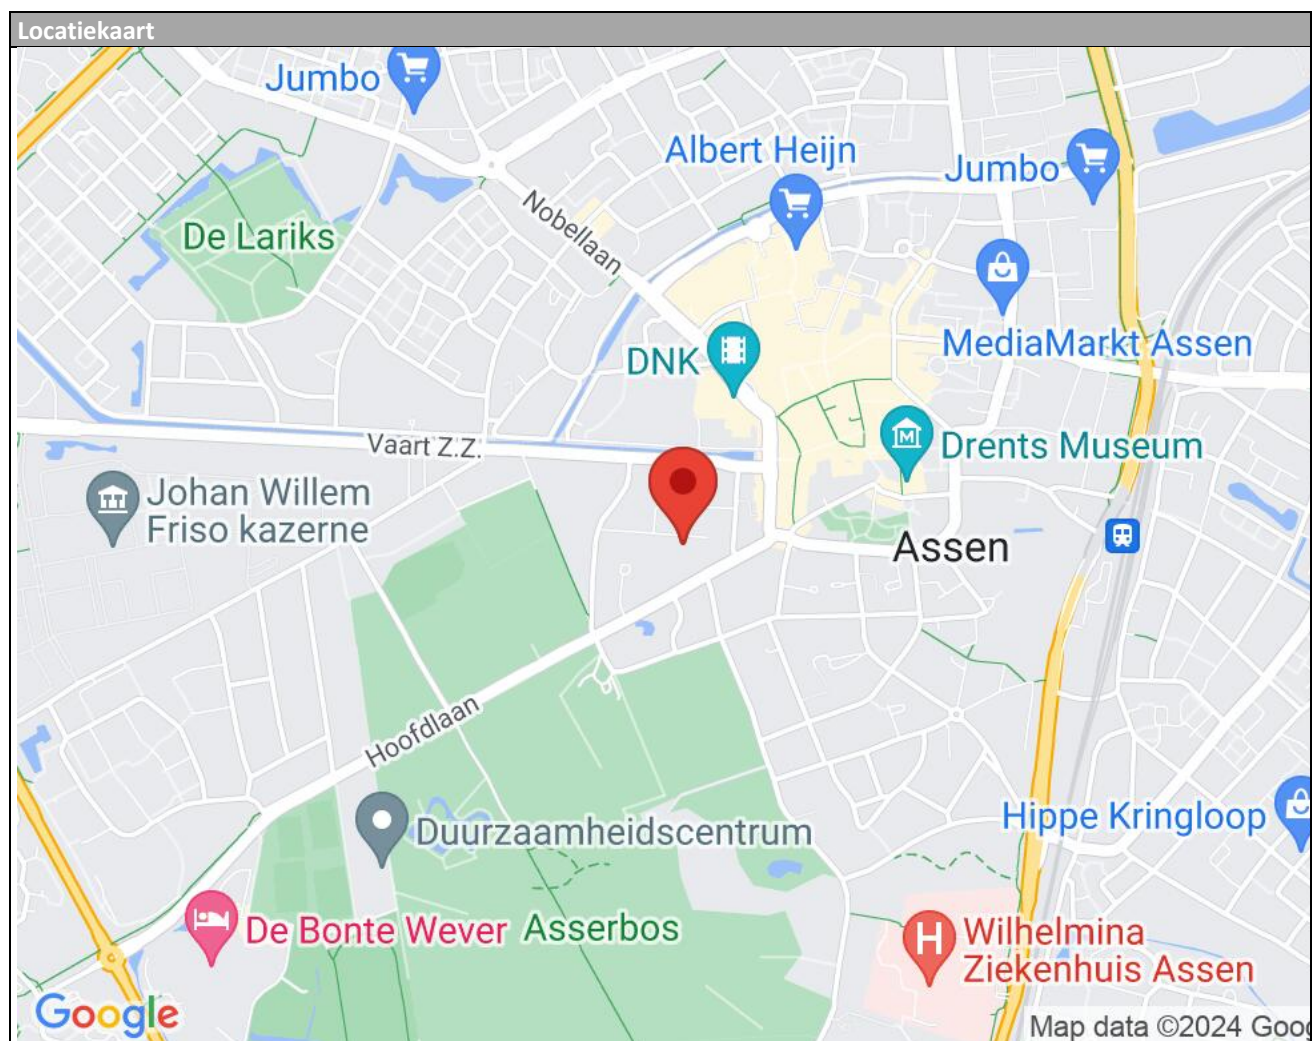 Locatiekaart
Jumbo
Albert Heijn
Jumbo
De Lariks
Nobellaan
DNK
MediaMarkt Assen
Vaart Z.Z.
Drents Museum
Johan Willem
Friso kazerne
Assen
Hoofdlaan
Hippe Kringloop
Duurzaamheidscentrum
De Bonte Wever
Asserbos
H
Wilhelmina
Ziekenhuis Assen
Google
Map data ©2024 Goog